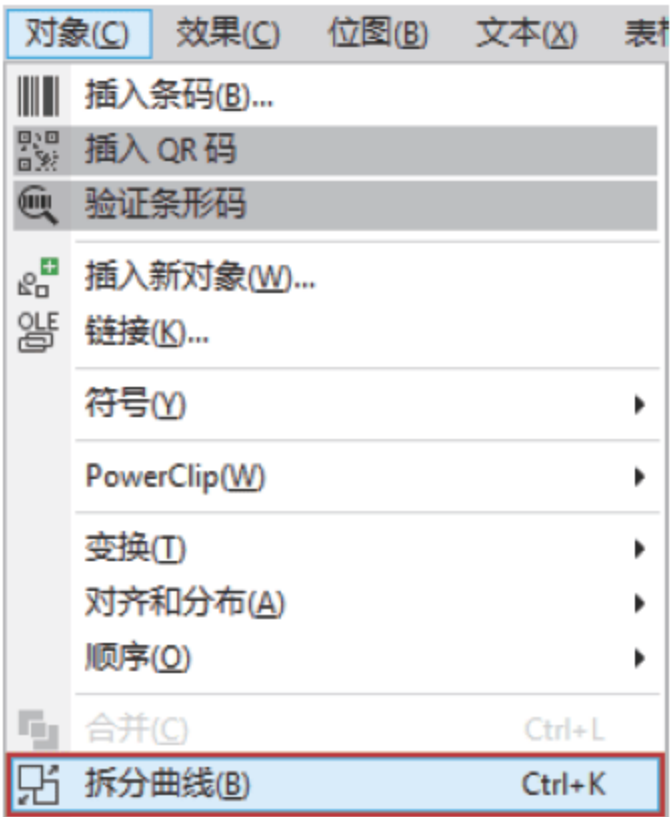 对象(C) 效果(C) 位图(B) 文本(X)
插入条码(B)...
插入 QR 码
验证条形码
插入新对象(W)...
OLE 链接(K)...
符号(Y)
PowerClip(W)
变换(T)
对齐和分布(A)
顺序(O)
合并(C) Ctrl+L
拆分曲线(B) Ctrl+K